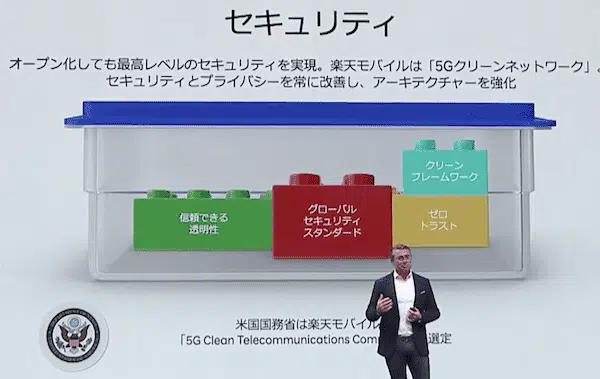 セキュリティ
オープン化しても最高レベルのセキュリティを実現。楽天モバイルは「5Gクリーンネットワーク」。
セキュリティとプライバシーを常に改善し、アーキテクチャーを強化
クリーン
フレームワーク
信頼できる
透明性
グローバル
セキュリティ
スタンダード
ゼロ
トラスト
米国国務省は楽天モバイル
「5G Clean Telecommunications Com 選定